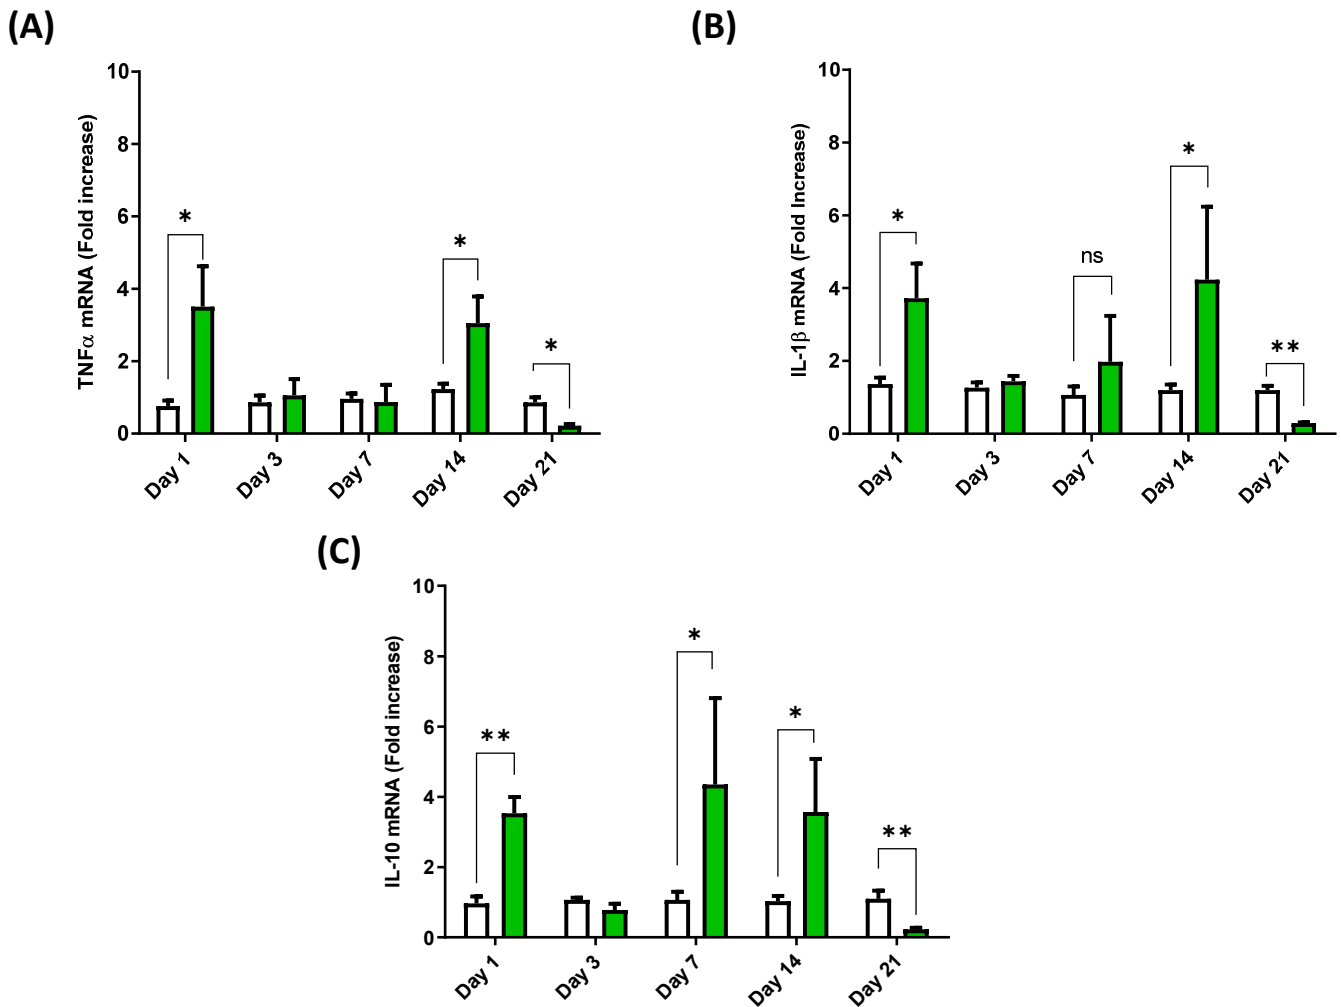 (A)
TNFα mRNA (Fold increase)
10
8
6
4
2
0
*
*
*
Day 1
Day 3
Day 7
Day 14
Day 21
(B)
IL-1β mRNA (Fold Increase)
10
8
6
4
2
0
*
ns
*
**
Day 1
Day 3
Day 7
Day 14
Day 21
(C)
IL-10 mRNA (Fold increase)
10
8
6
4
2
0
**
*
*
**
Day 1
Day 3
Day 7
Day 14
Day 21